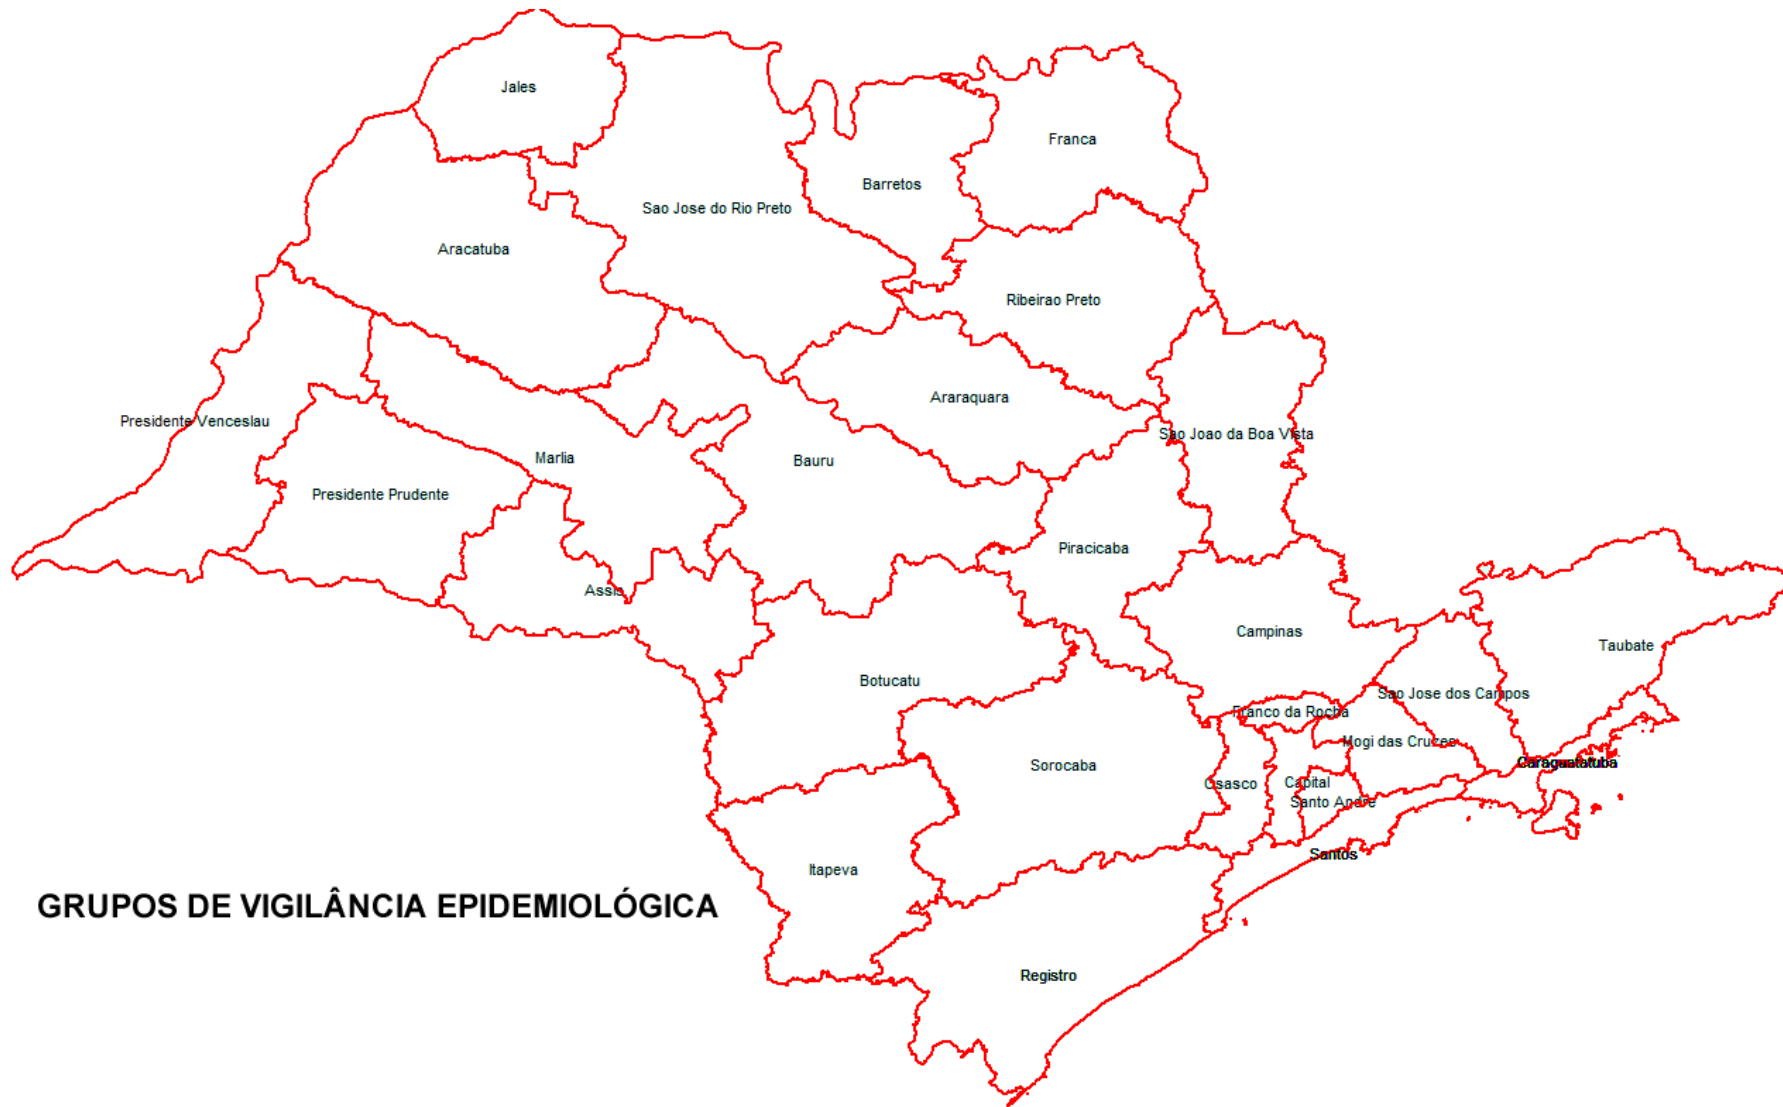 Jales
Franca
Barretos
Sao Jose do Rio Preto
Aracatuba
Ribeirao Preto
Araraquara
Presidente Venceslau
Sao Joao da Boa Vista
Marlia
Bauru
Presidente Prudente
Piracicaba
Assis
Campinas
Taubate
Botucatu
Sao Jose dos Campos
Franco da Rocha
Mogi das Cruzes
Sorocaba
Caraguatatuba
Osasco
Capital
Santo Andre
Santos
Itapeva
GRUPOS DE VIGILÂNCIA EPIDEMIOLÓGICA
Registro